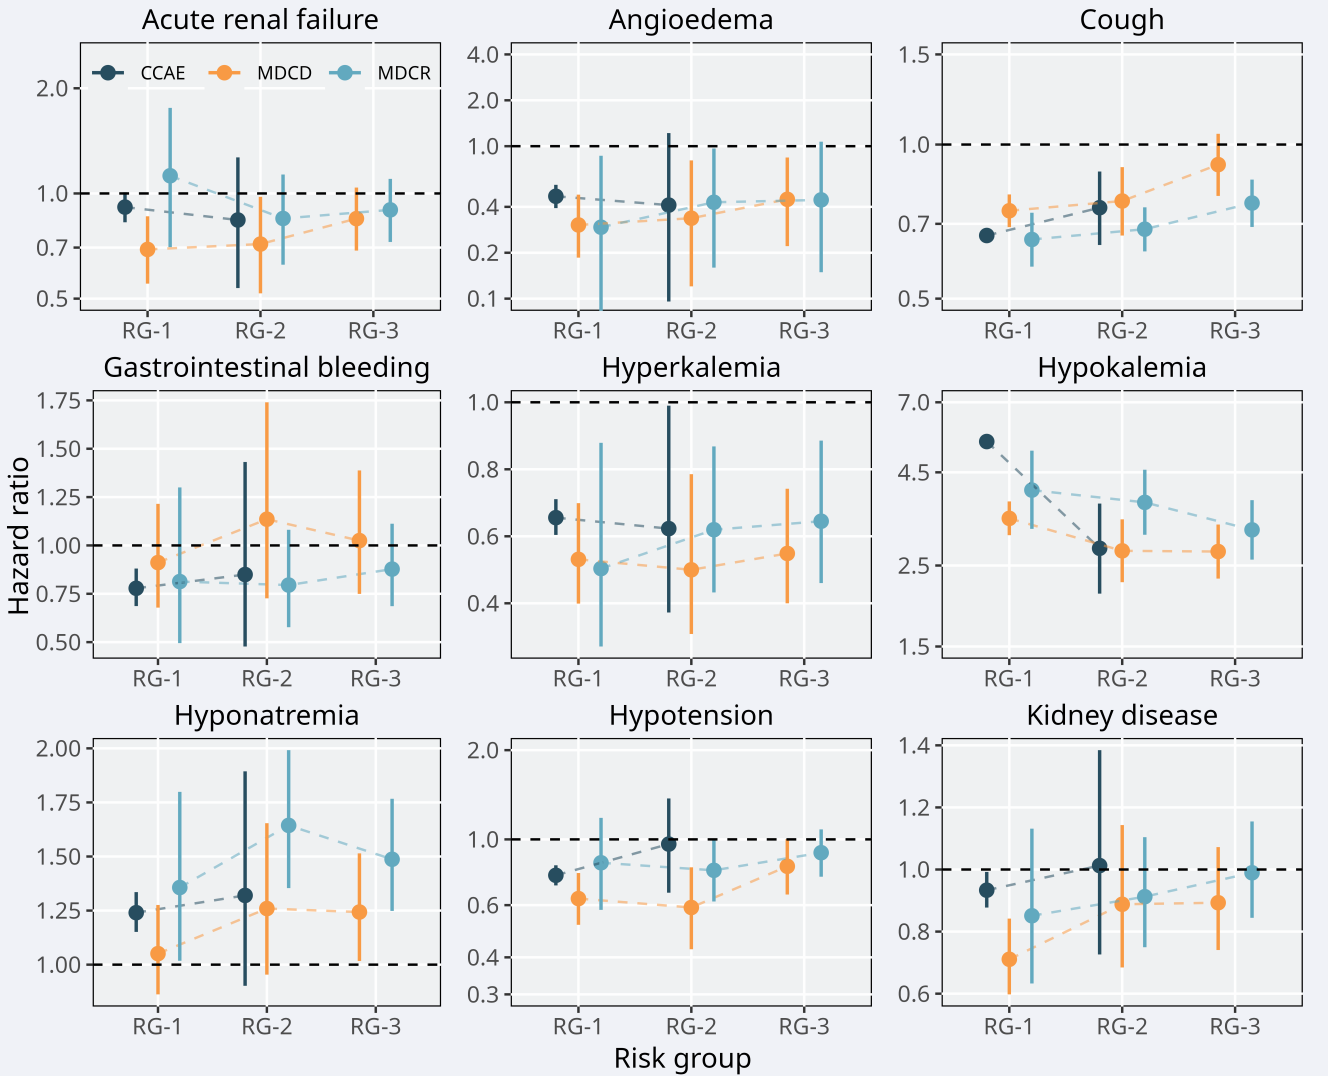 Acute renal failure
CCAE MDCD MDCR
2.0
1.0
0.7
0.5
RG-1 RG-2 RG-3
Angioedema
4.0
2.0
1.0
0.4
0.2
0.1
RG-1 RG-2 RG-3
Cough
1.5
1.0
0.7
0.5
RG-1 RG-2 RG-3
Hazard ratio
Gastrointestinal bleeding
1.75
1.50
1.25
1.00
0.75
0.50
RG-1 RG-2 RG-3
Hyperkalemia
1.0
0.8
0.6
0.4
RG-1 RG-2 RG-3
Hypokalemia
7.0
4.5
2.5
1.5
RG-1 RG-2 RG-3
Hyponatremia
2.00
1.75
1.50
1.25
1.00
RG-1 RG-2 RG-3
Hypotension
2.0
1.0
0.6
0.4
0.3
RG-1 RG-2 RG-3
Kidney disease
1.4
1.2
1.0
0.8
0.6
RG-1 RG-2 RG-3
Risk group